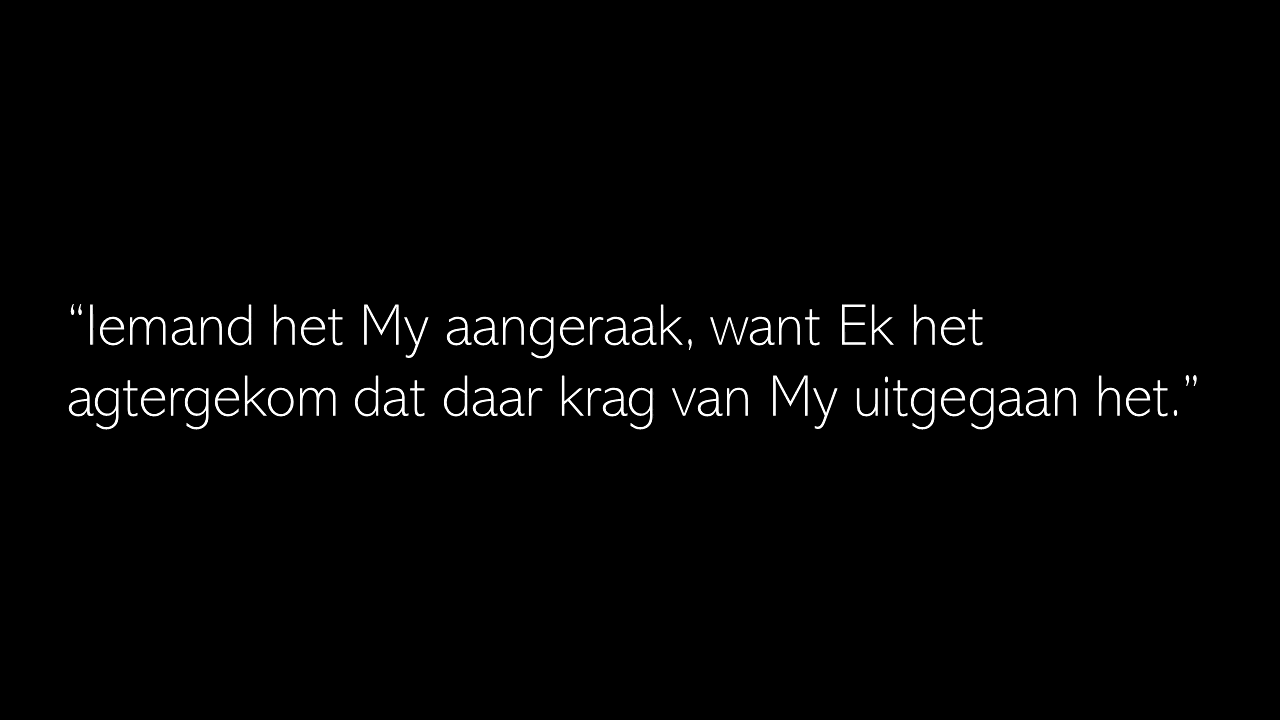 “Iemand het My aangeraak, want Ek het
agtergekom dat daar krag van My uitgegaan het.”